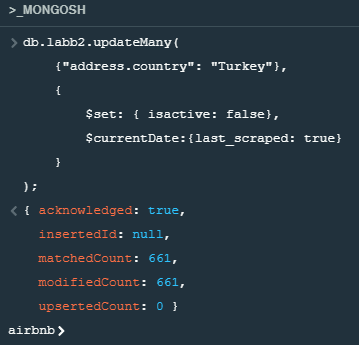 >_MONGOSH
> db.labb2.updateMany(
{"address.country": "Turkey"},
{
$set: { isactive: false},
$currentDate:{last_scraped: true}
}
);
< { acknowledged: true,
insertedId: null,
matchedCount: 661,
modifiedCount: 661,
upsertedCount: 0 }
airbnb>